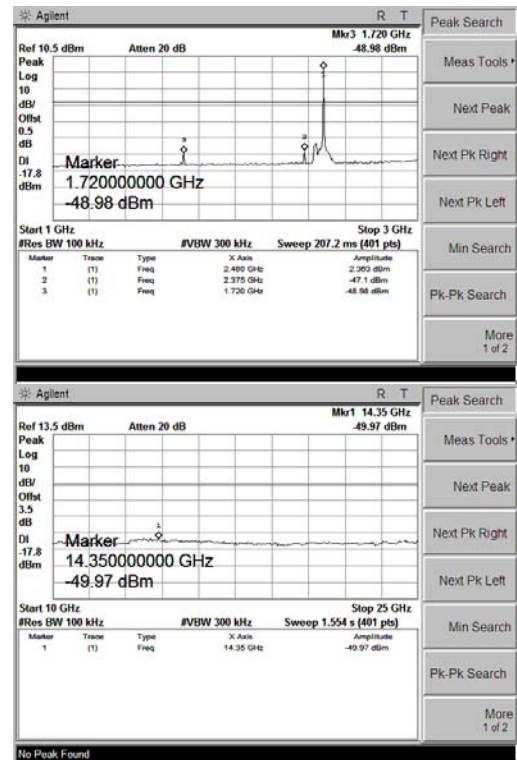 Agilent R T
Mkr3 1.720 GHz
Ref 10.5 dBm Atten 20 dB -48.98 dBm
Peak
Log
10
dB/
Offst
0.5
dB
DI
-17.8
dBm
1
2
3
Marker
1.720000000 GHz
-48.98 dBm
Start 1 GHz Stop 3 GHz
#Res BW 100 kHz #VBW 300 kHz Sweep 207.2 ms (401 pts)
Marker Trace Type X Axis Amplitude
1 (1) Freq 2.480 GHz 2.363 dBm
2 (1) Freq 2.375 GHz -47.1 dBm
3 (1) Freq 1.720 GHz -48.98 dBm
Peak Search
Meas Tools
Next Peak
Next Pk Right
Next Pk Left
Min Search
Pk-Pk Search
More
1 of 2
Agilent R T
Mkr1 14.35 GHz
Ref 13.5 dBm Atten 20 dB -49.97 dBm
Peak
Log
10
dB/
Offst
3.5
dB
DI
-17.8
dBm
1
Marker
14.350000000 GHz
-49.97 dBm
Start 10 GHz Stop 25 GHz
#Res BW 100 kHz #VBW 300 kHz Sweep 1.554 s (401 pts)
Marker Trace Type X Axis Amplitude
1 (1) Freq 14.35 GHz -49.97 dBm
No Peak Found
Peak Search
Meas Tools
Next Peak
Next Pk Right
Next Pk Left
Min Search
Pk-Pk Search
More
1 of 2